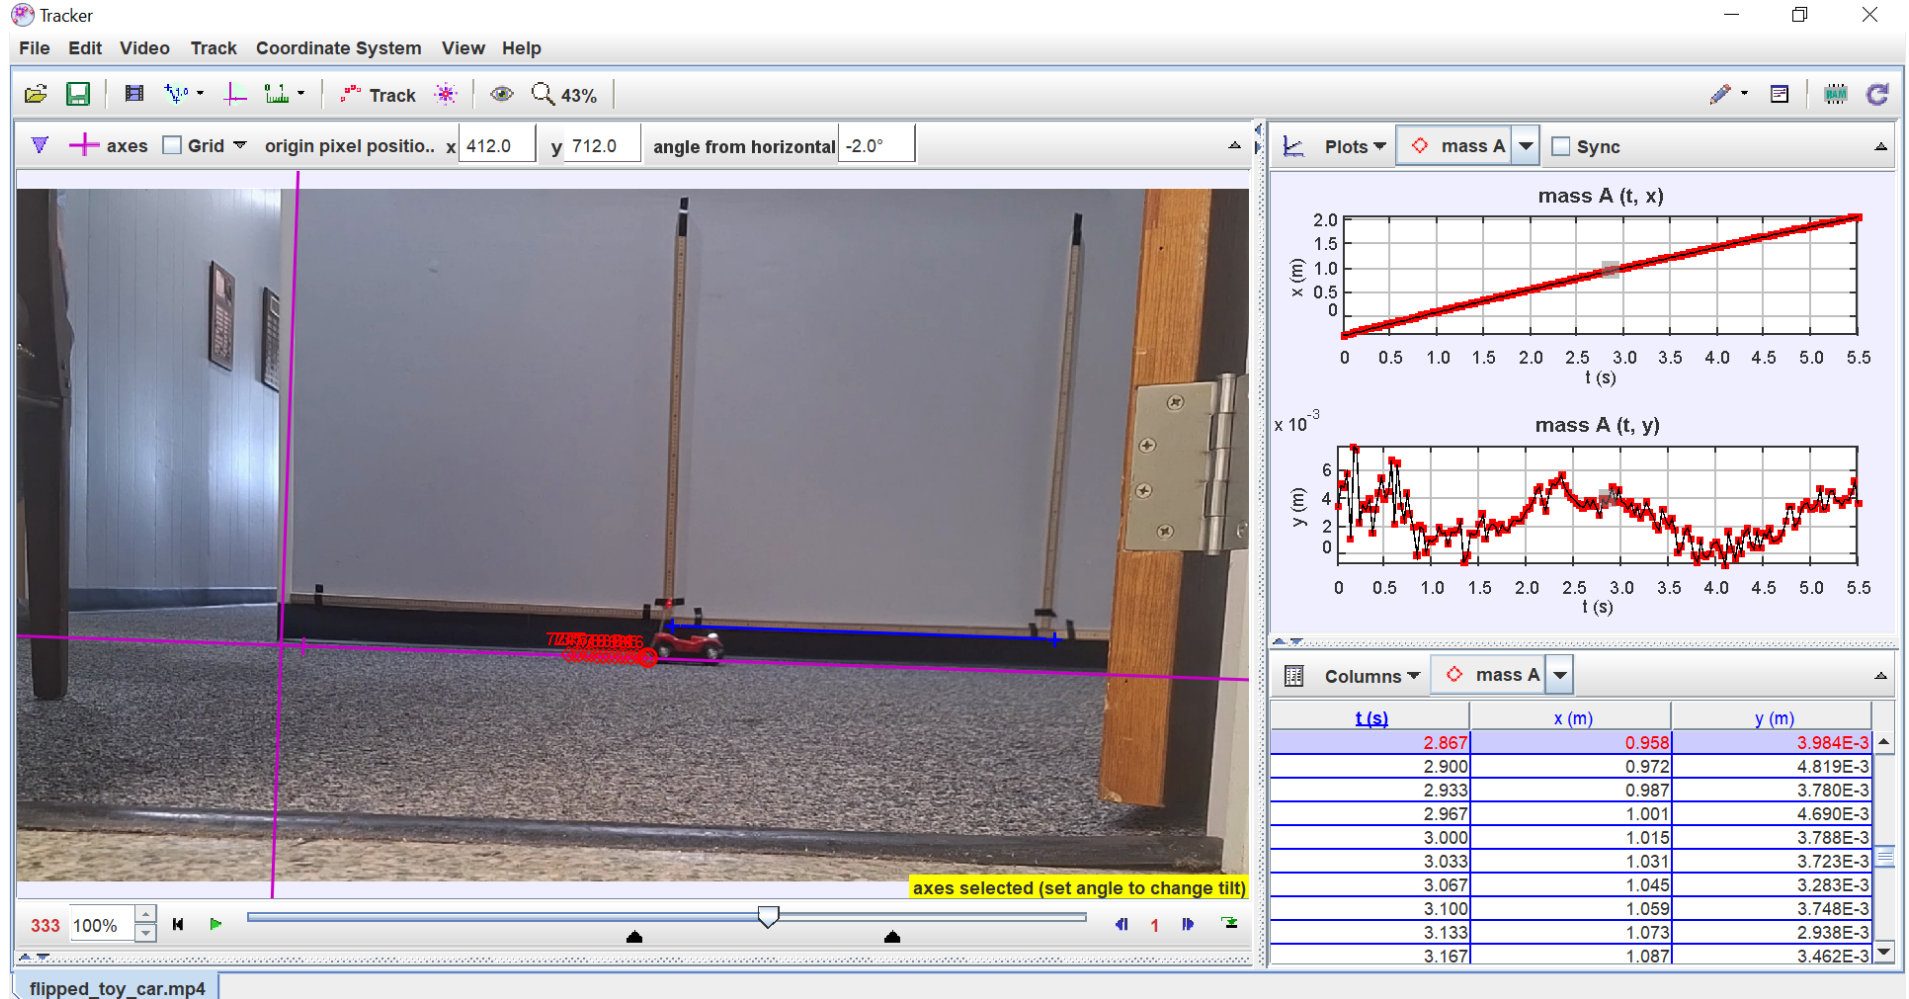 Tracker
File Edit Video Track Coordinate System View Help
Track 43%
axes Grid origin pixel positio.. x 412.0 y 712.0 angle from horizontal -2.0°
Plots mass A Sync
mass A (t, x)
2.0
1.5
1.0
0.5
0
x (m)
0 0.5 1.0 1.5 2.0 2.5 3.0 3.5 4.0 4.5 5.0 5.5
t (s)
x 10-3
mass A (t, y)
6
4
2
0
y (m)
0 0.5 1.0 1.5 2.0 2.5 3.0 3.5 4.0 4.5 5.0 5.5
t (s)
Columns mass A
t (s) x (m) y (m)
2.867 0.958 3.984E-3
2.900 0.972 4.819E-3
2.933 0.987 3.780E-3
2.967 1.001 4.690E-3
3.000 1.015 3.788E-3
3.033 1.031 3.723E-3
3.067 1.045 3.283E-3
3.100 1.059 3.748E-3
3.133 1.073 2.938E-3
3.167 1.087 3.462E-3
axes selected (set angle to change tilt)
333 100% 1
flipped_toy_car.mp4